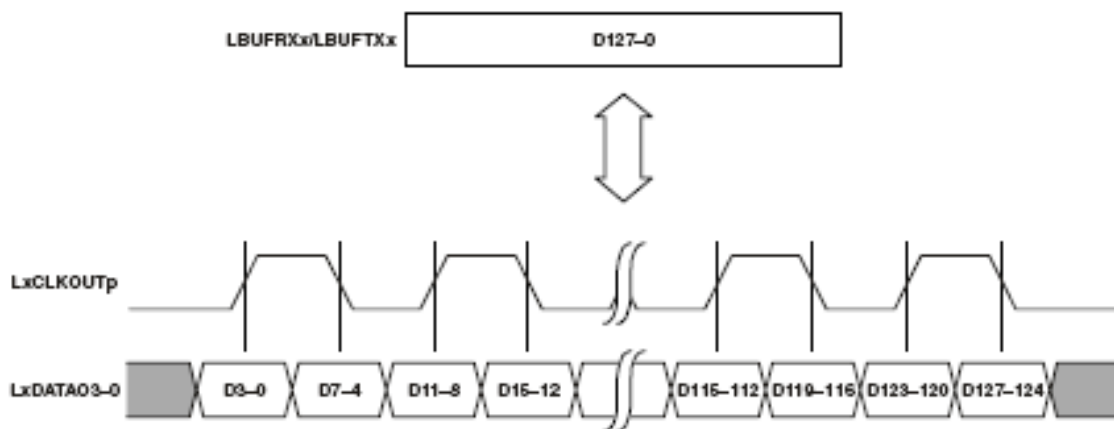 LBUFRXx/LBUFTXx D127–0
LxCLKOUTp
LxDATAO3–0 D3–0 D7–4 D11–8 D15–12 D115–112 D119–116 D123–120 D127–124